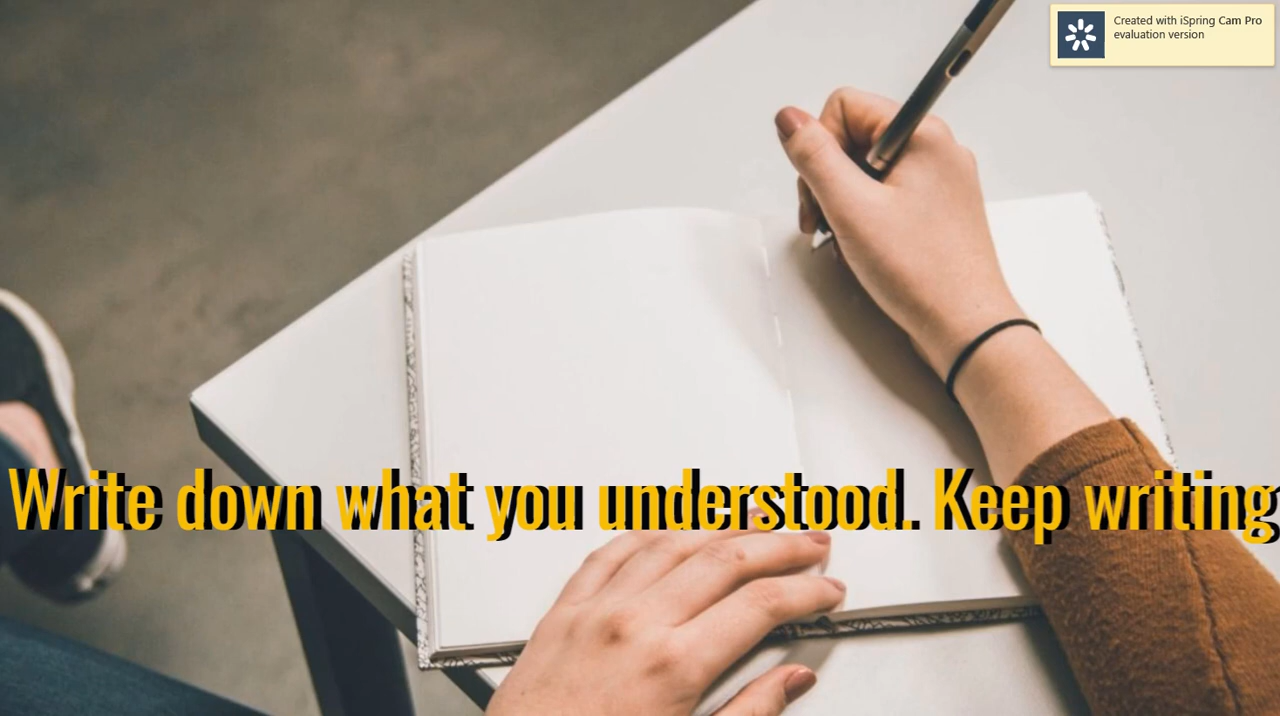 Created with iSpring Cam Pro
evaluation version
Write down what you understood. Keep writing